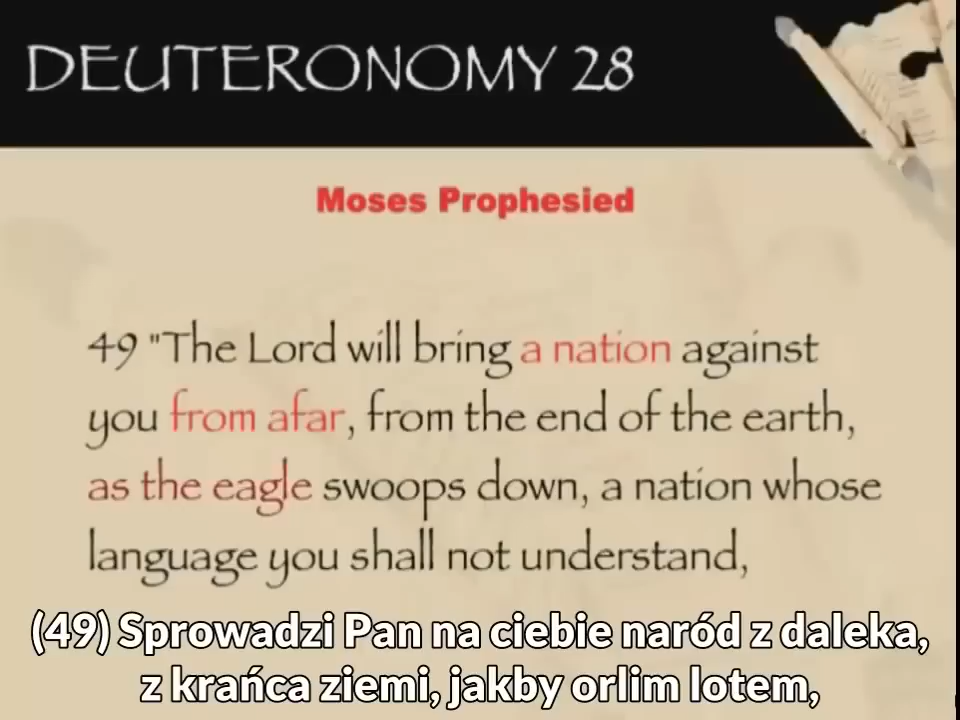 DEUTERONOMY 28
Moses Prophesied
49 "The Lord will bring a nation against
you from afar, from the end of the earth,
as the eagle swoops down, a nation whose
language you shall not understand,
(49) Sprowadzi Pan na ciebie naród z daleka,
z krańca ziemi, jakby orlim lotem,